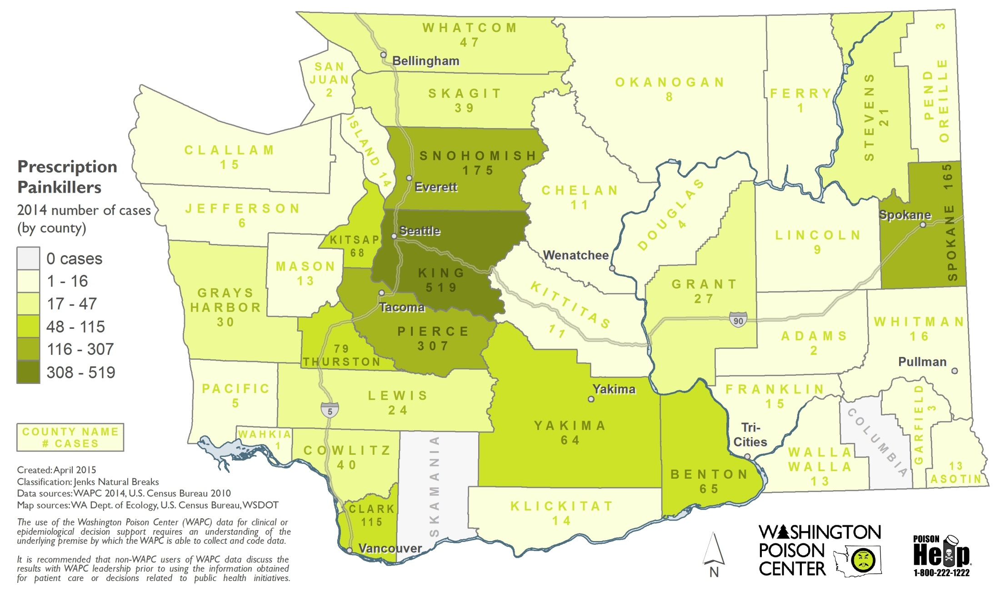 WHATCOM
47
Bellingham
SAN
JUAN
2
SKAGIT
39
OKANOGAN
8
FERRY
1
STEVENS
21
PEND
OREILLE
3
ISLAND 14
CLALLAM
15
SNOHOMISH
175
Everett
CHELAN
11
DOUGLAS
4
JEFFERSON
6
KITSAP
68
Seattle
KING
519
Wenatchee
LINCOLN
9
Spokane
SPOKANE 165
MASON
13
GRAYS
HARBOR
30
Tacoma
PIERCE
307
KITTITAS
11
GRANT
27
90
ADAMS
2
WHITMAN
16
Pullman
79
THURSTON
PACIFIC
5
LEWIS
24
5
Yakima
YAKIMA
64
FRANKLIN
15
Tri-
Cities
COLUMBIA
GARFIELD
3
WAHKIA
1
COWLITZ
40
SKAMANIA
BENTON
65
WALLA
WALLA
13
13
ASOTIN
CLARK
115
Vancouver
KLICKITAT
14
Prescription
Painkillers
2014 number of cases
(by county)
0 cases
1 - 16
17 - 47
48 - 115
116 - 307
308 - 519
COUNTY NAME
# CASES
Created: April 2015
Classification: Jenks Natural Breaks
Data sources: WAPC 2014, U.S. Census Bureau 2010
Map sources: WA Dept. of Ecology, U.S. Census Bureau, WSDOT
The use of the Washington Poison Center (WAPC) data for clinical or
epidemiological decision support requires an understanding of the
underlying premise by which the WAPC is able to collect and code data.
It is recommended that non-WAPC users of WAPC data discuss the
results with WAPC leadership prior to using the information obtained
for patient care or decisions related to public health initiatives.
N
WASHINGTON
POISON
CENTER
POISON
Help
1-800-222-1222